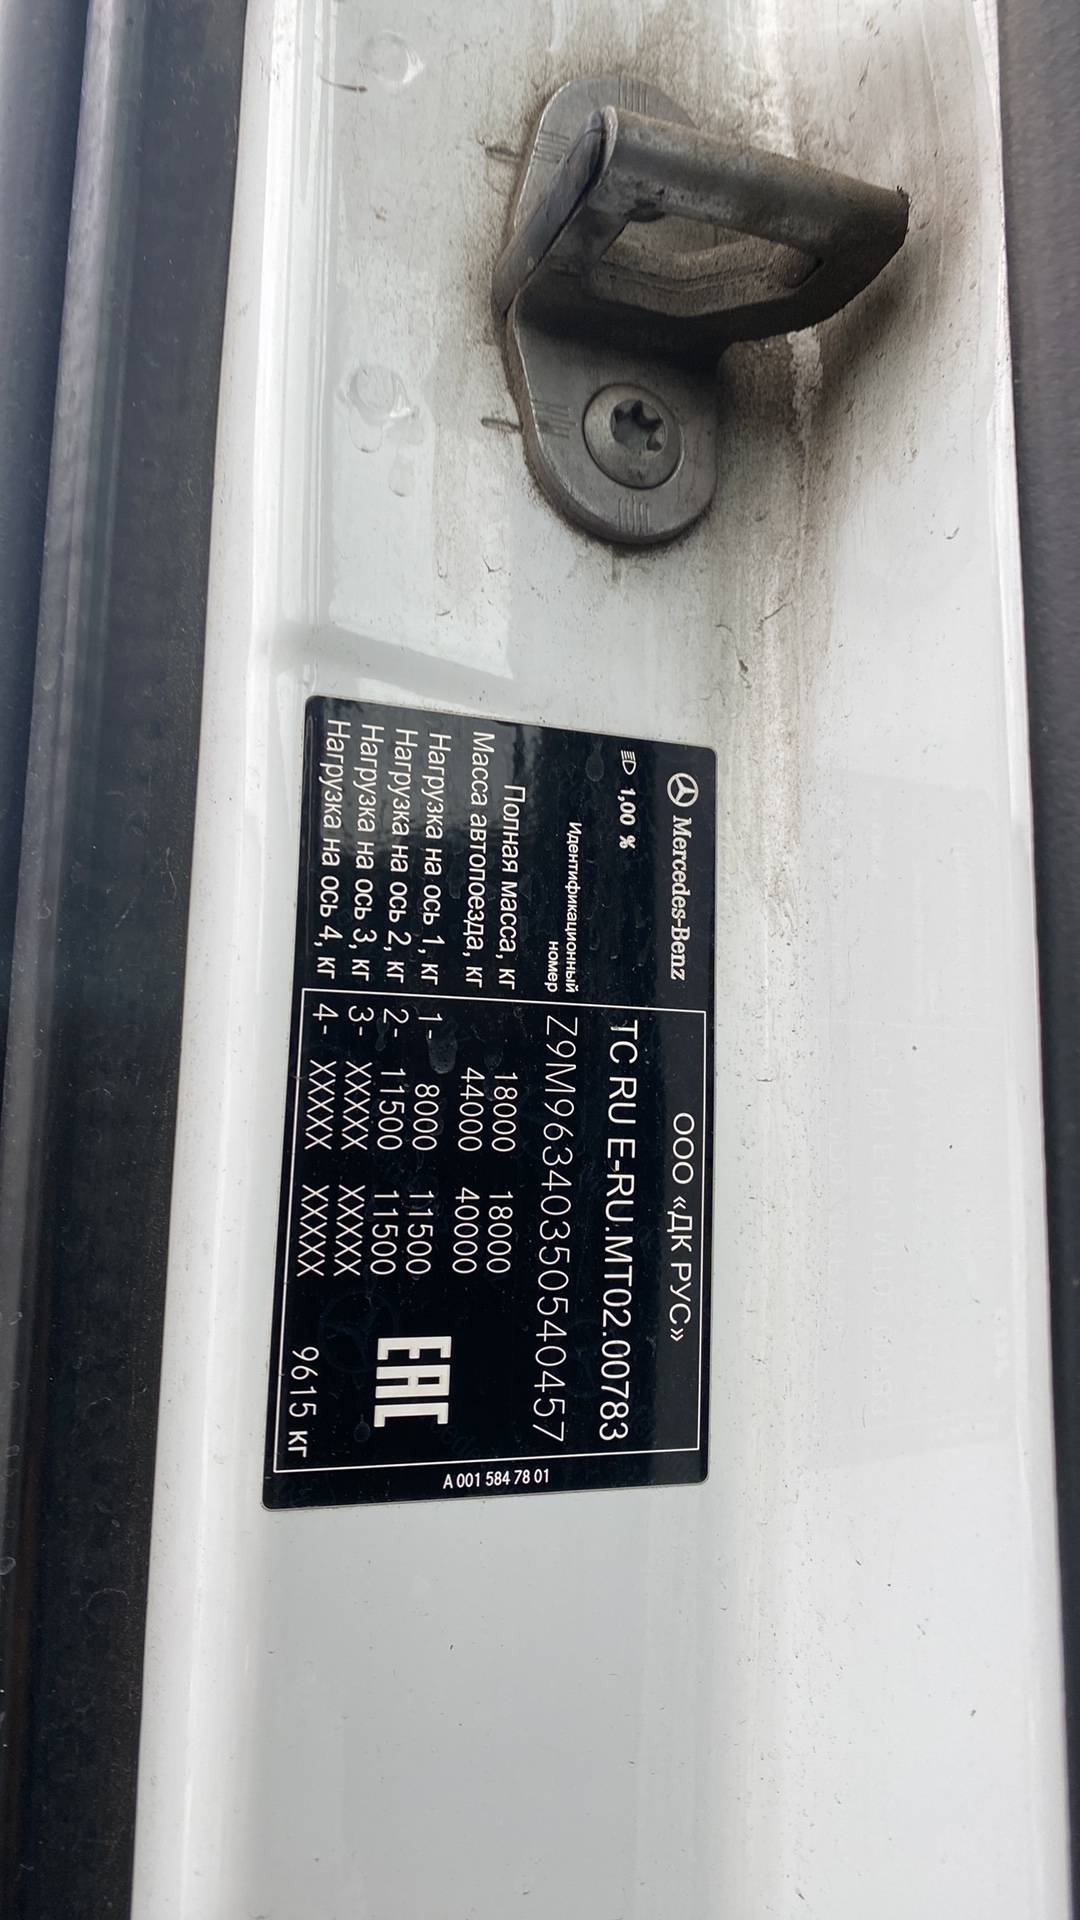 Mercedes-Benz
ООО «ДК РУС»
1,00 %
ТС RU E-RU.MT02.00783
Идентификационный
номер
Z9M96340350540457
Полная масса, кг 18000 18000
Масса автопоезда, кг 44000 40000
Нагрузка на ось 1, кг 1- 8000 11500
Нагрузка на ось 2, кг 2- 11500 11500
Нагрузка на ось 3, кг 3- XXXXX XXXXX
Нагрузка на ось 4, кг 4- XXXXX XXXXX
EAC
9615 кг
A 001 584 78 01